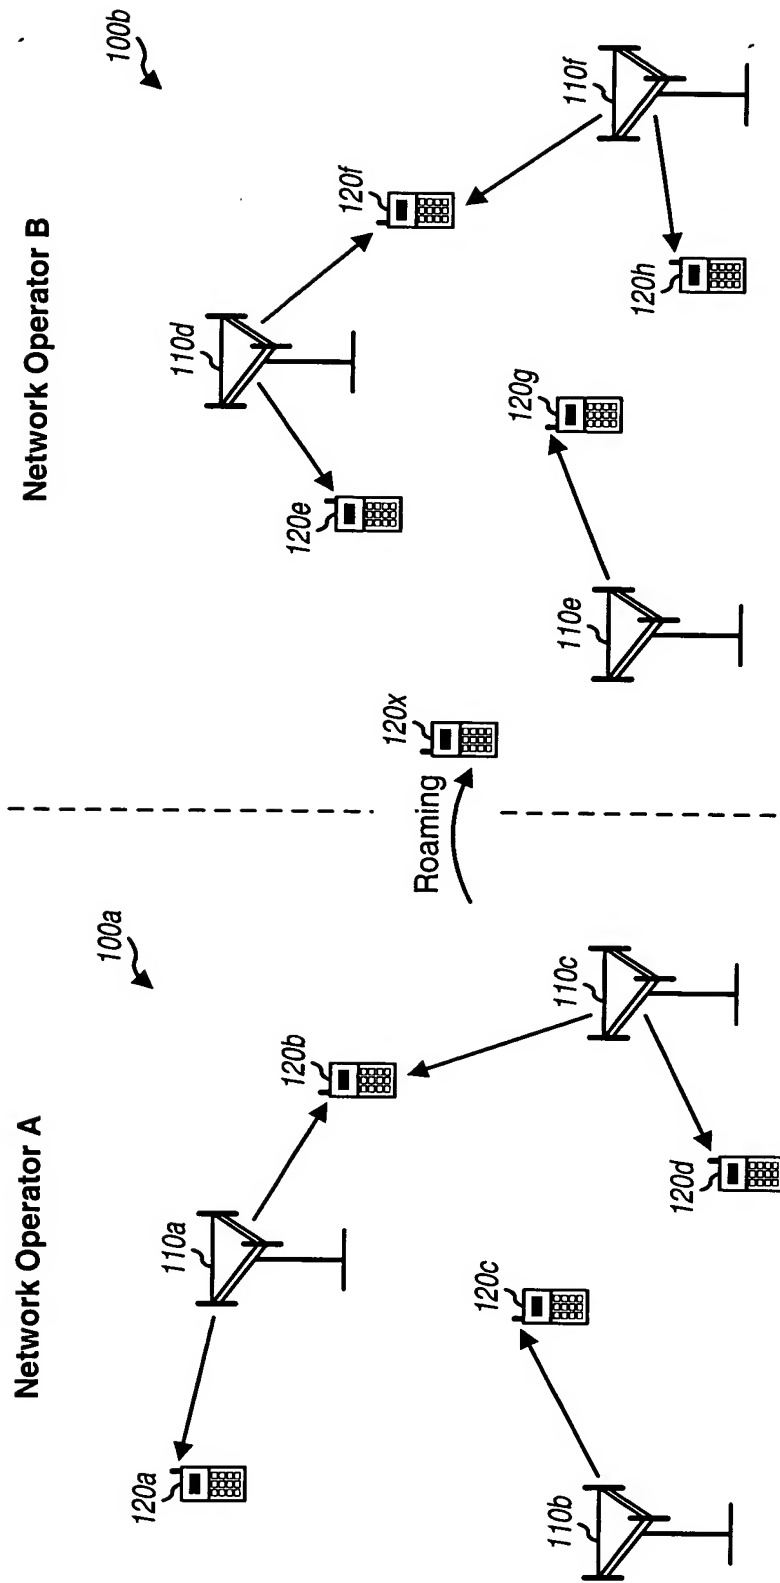 Network Operator A
Network Operator B
100a
100b
110a
120a
120b
110b
120c
110c
120d
Roaming
120x
110d
120e
120f
110e
120g
110f
120h